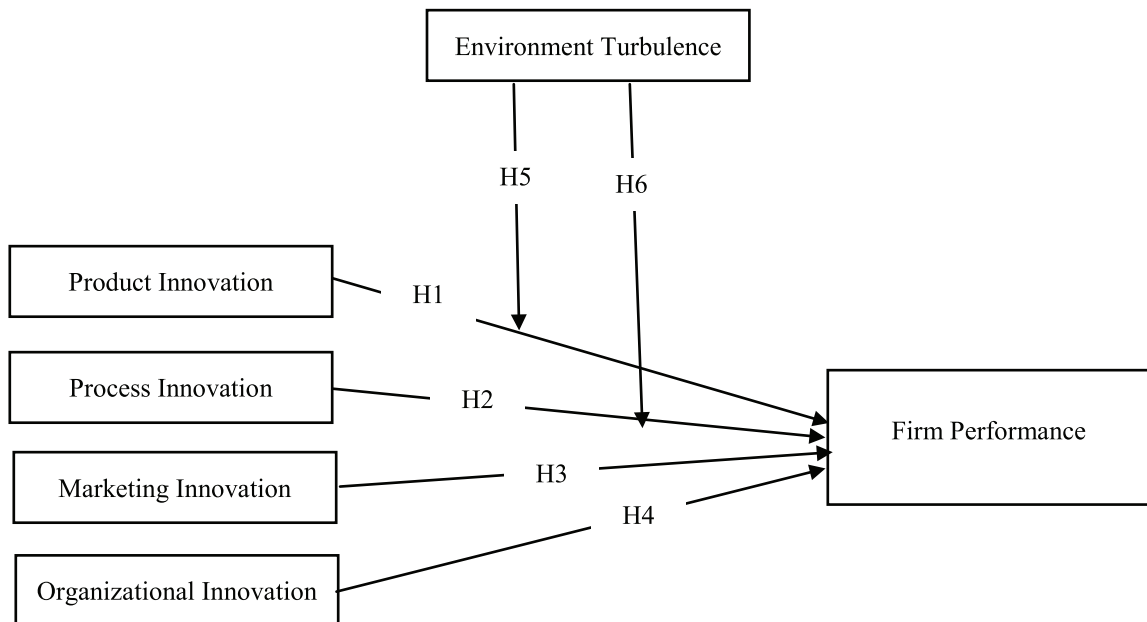 Environment Turbulence
H5
H6
Product Innovation
H1
Process Innovation
H2
Firm Performance
Marketing Innovation
H3
H4
Organizational Innovation